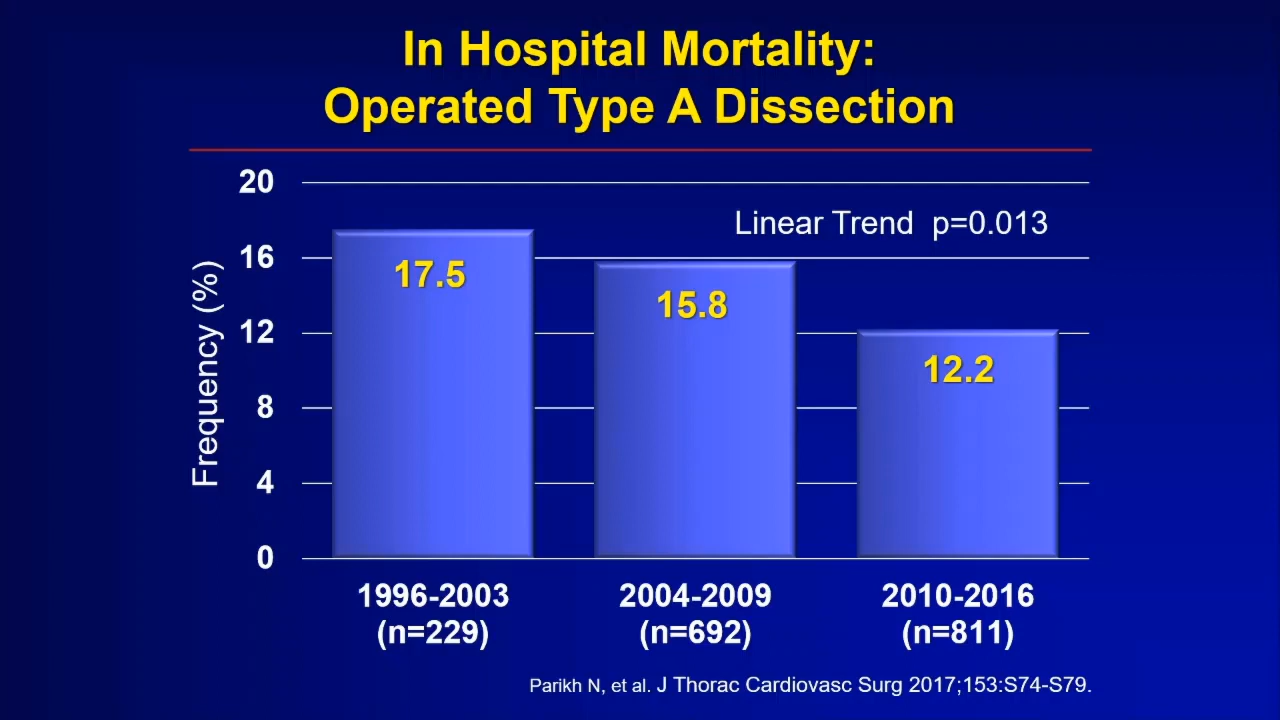 In Hospital Mortality:
Operated Type A Dissection
Linear Trend p=0.013
Frequency (%)
20
16
12
8
4
0
17.5
15.8
12.2
1996-2003
(n=229)
2004-2009
(n=692)
2010-2016
(n=811)
Parikh N, et al. J Thorac Cardiovasc Surg 2017;153:S74-S79.